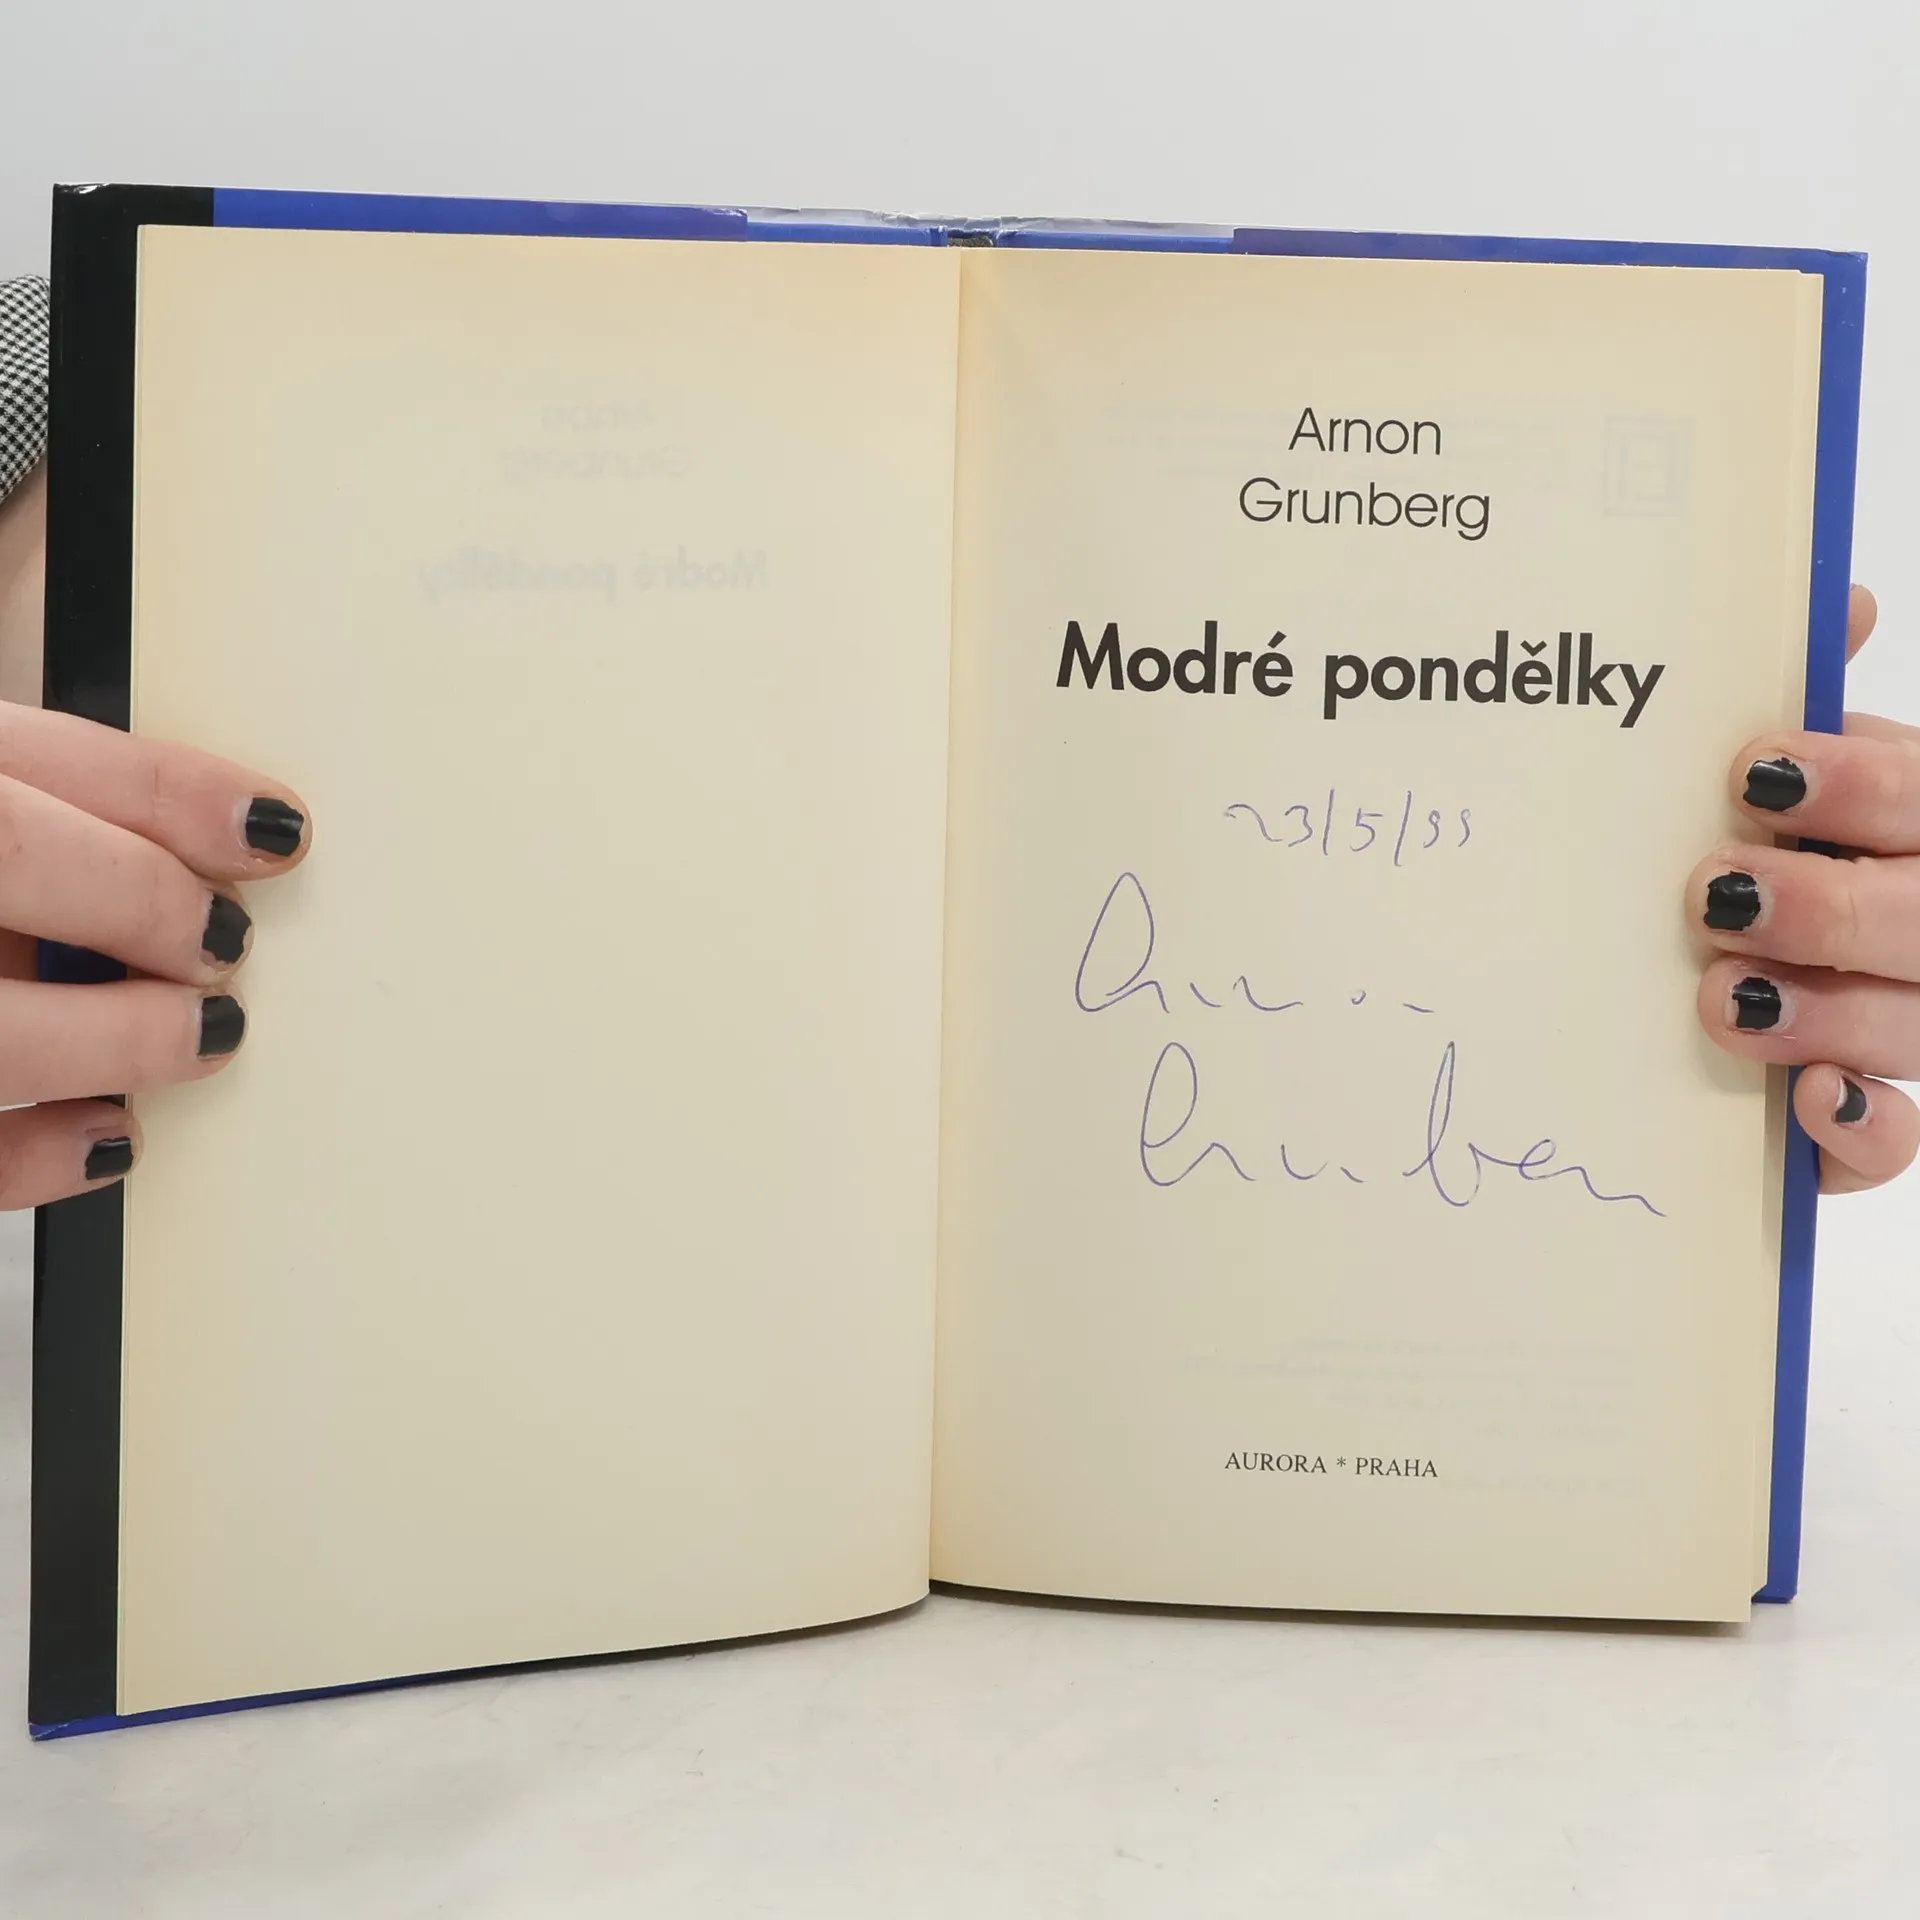 Arnon
Grunberg
Modré pondělky
23/5/99
Arnon
Grunberg
AURORA * PRAHA